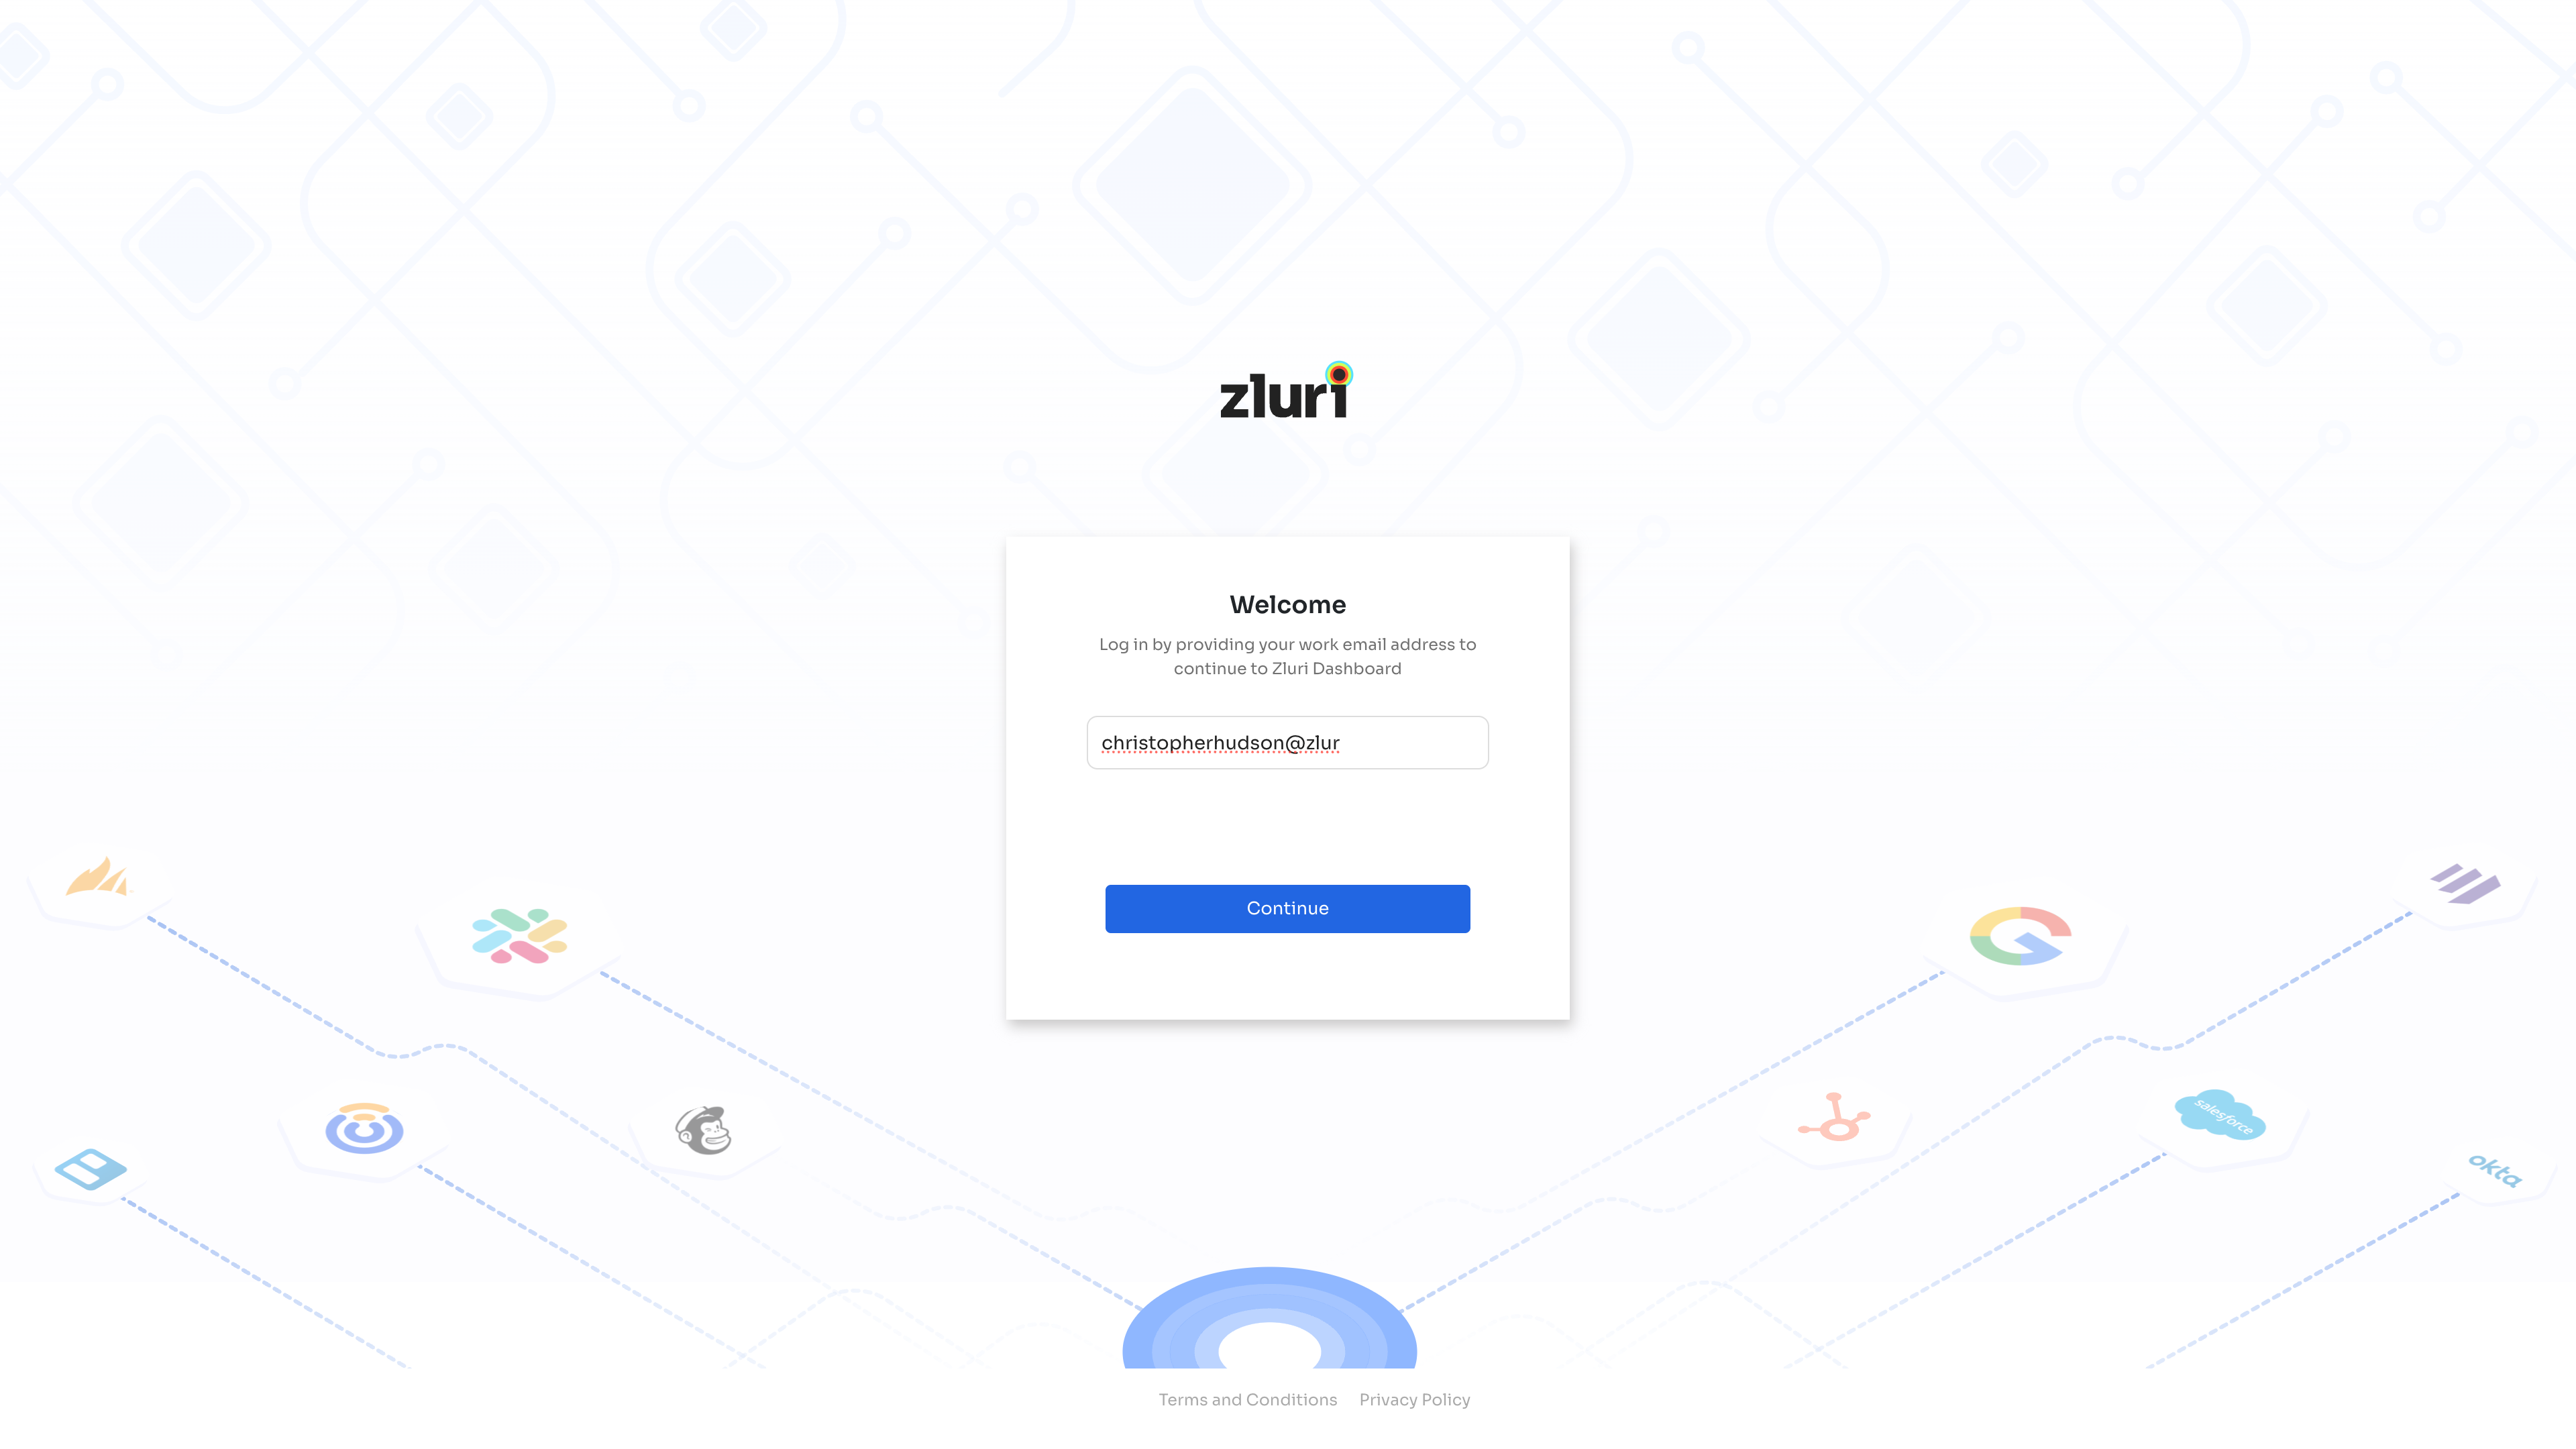 zluri
Welcome
Log in by providing your work email address to
continue to Zluri Dashboard
christopherhudson@zlur
Continue
salesforce
okta
Terms and Conditions Privacy Policy